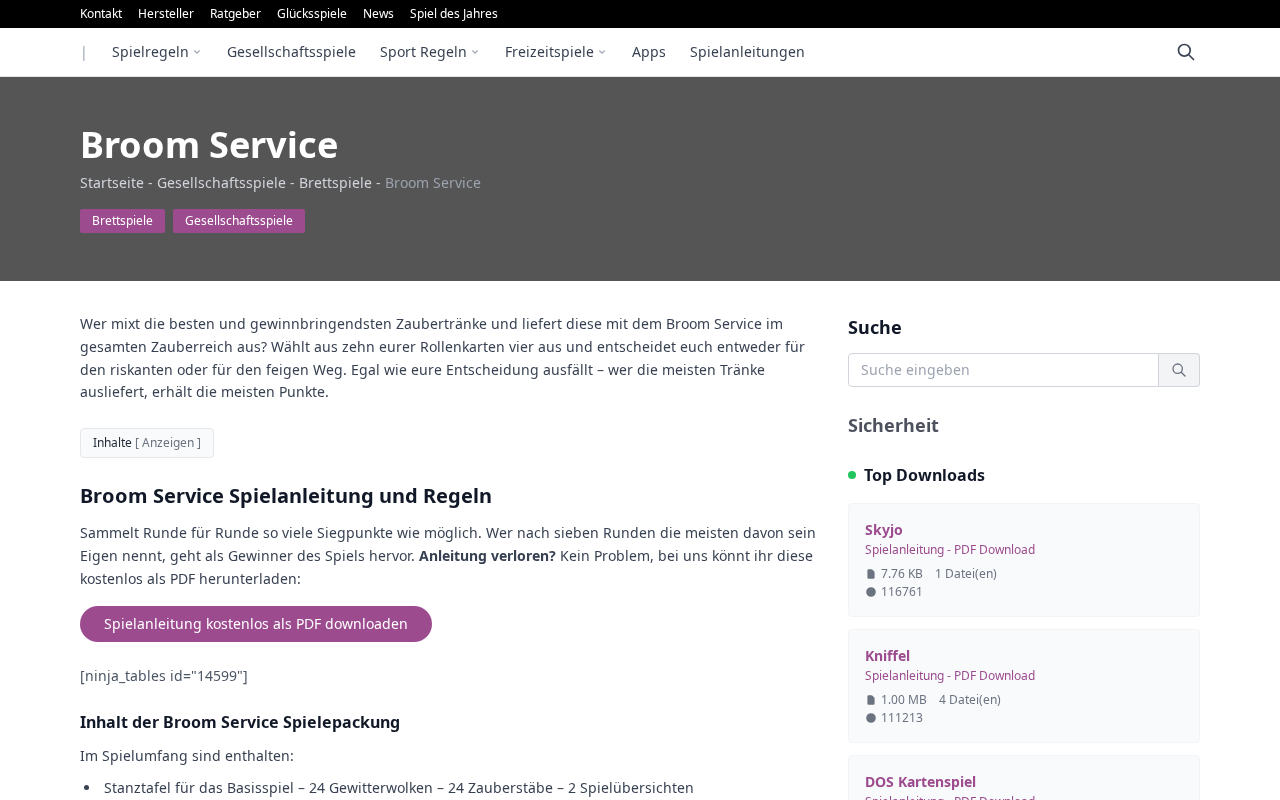 Kontakt Hersteller Ratgeber Glücksspiele News Spiel des Jahres
| Spielregeln Gesellschaftsspiele Sport Regeln Freizeitspiele Apps Spielanleitungen
Broom Service
Startseite - Gesellschaftsspiele - Brettspiele - Broom Service
Brettspiele Gesellschaftsspiele
Wer mixt die besten und gewinnbringendsten Zaubertränke und liefert diese mit dem Broom Service im
gesamten Zauberreich aus? Wählt aus zehn eurer Rollenkarten vier aus und entscheidet euch entweder für
den riskanten oder für den feigen Weg. Egal wie eure Entscheidung ausfällt – wer die meisten Tränke
ausliefert, erhält die meisten Punkte.
Inhalte [ Anzeigen ]
Broom Service Spielanleitung und Regeln
Sammelt Runde für Runde so viele Siegpunkte wie möglich. Wer nach sieben Runden die meisten davon sein
Eigen nennt, geht als Gewinner des Spiels hervor. Anleitung verloren? Kein Problem, bei uns könnt ihr diese
kostenlos als PDF herunterladen:
Spielanleitung kostenlos als PDF downloaden
[ninja_tables id="14599"]
Inhalt der Broom Service Spielepackung
Im Spielumfang sind enthalten:
• Stanztafel für das Basisspiel – 24 Gewitterwolken – 24 Zauberstäbe – 2 Spielübersichten
Suche
Suche eingeben
Sicherheit
Top Downloads
Skyjo
Spielanleitung - PDF Download
7.76 KB 1 Datei(en)
116761
Kniffel
Spielanleitung - PDF Download
1.00 MB 4 Datei(en)
111213
DOS Kartenspiel
Spielanleitung - PDF Download